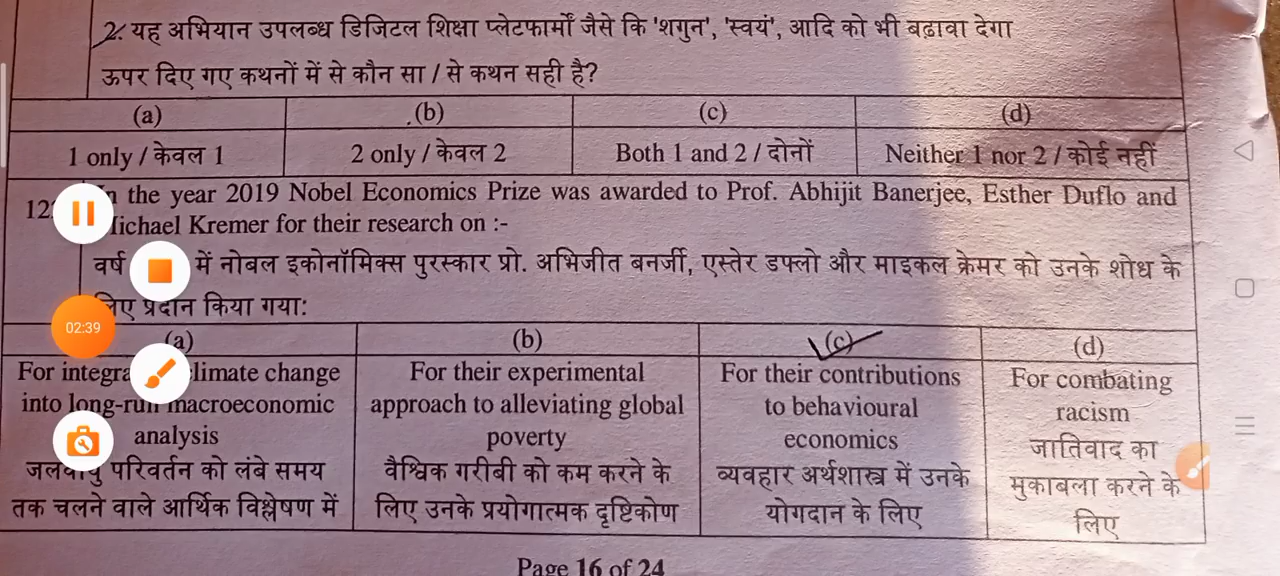 2. यह अभियान उपलब्ध डिजिटल शिक्षा प्लेटफार्मों जैसे कि 'शगुन', 'स्वयं', आदि को भी बढावा देगा
ऊपर दिए गए कथनों में से कौन सा / से कथन सही है?
(a) (b) (c) (d)
1 only / केवल 1 2 only / केवल 2 Both 1 and 2 / दोनों Neither 1 nor 2 / कोई नहीं
the year 2019 Nobel Economics Prize was awarded to Prof. Abhijit Banerjee, Esther Duflo and
12 ichael Kremer for their research on :-
वर्ष में नोबल इकोनॉमिक्स पुरस्कार प्रो. अभिजीत बनर्जी, एस्तेर डफ्लो और माइकल क्रेमर को उनके शोध के
लिए प्रदान किया गया:
02:39
(a) (b) (c) (d)
For integra limate change For their experimental For their contributions For combating
into long-run macroeconomic approach to alleviating global to behavioural racism
analysis poverty economics जातिवाद का
जलवायु परिवर्तन को लंबे समय वैश्विक गरीबी को कम करने के व्यवहार अर्थशास्त्र में उनके मुकाबला करने के
तक चलने वाले आर्थिक विश्लेषण में लिए उनके प्रयोगात्मक दृष्टिकोण योगदान के लिए लिए
Page 16 of 24